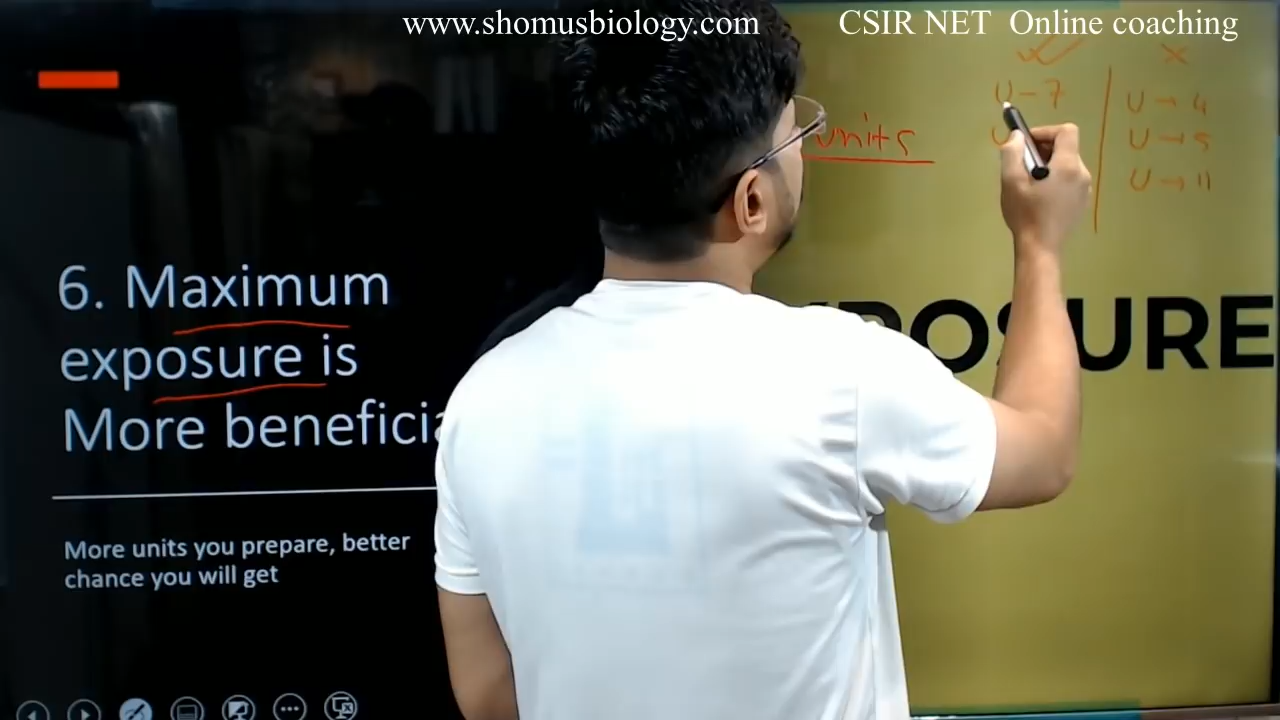 www.shomusbiology.com
CSIR NET Online coaching
6. Maximum
exposure is
More beneficia
More units you prepare, better
chance you will get
units
✓ ×
U-7
U → 4
U
U → 5
U → 11
POSURE